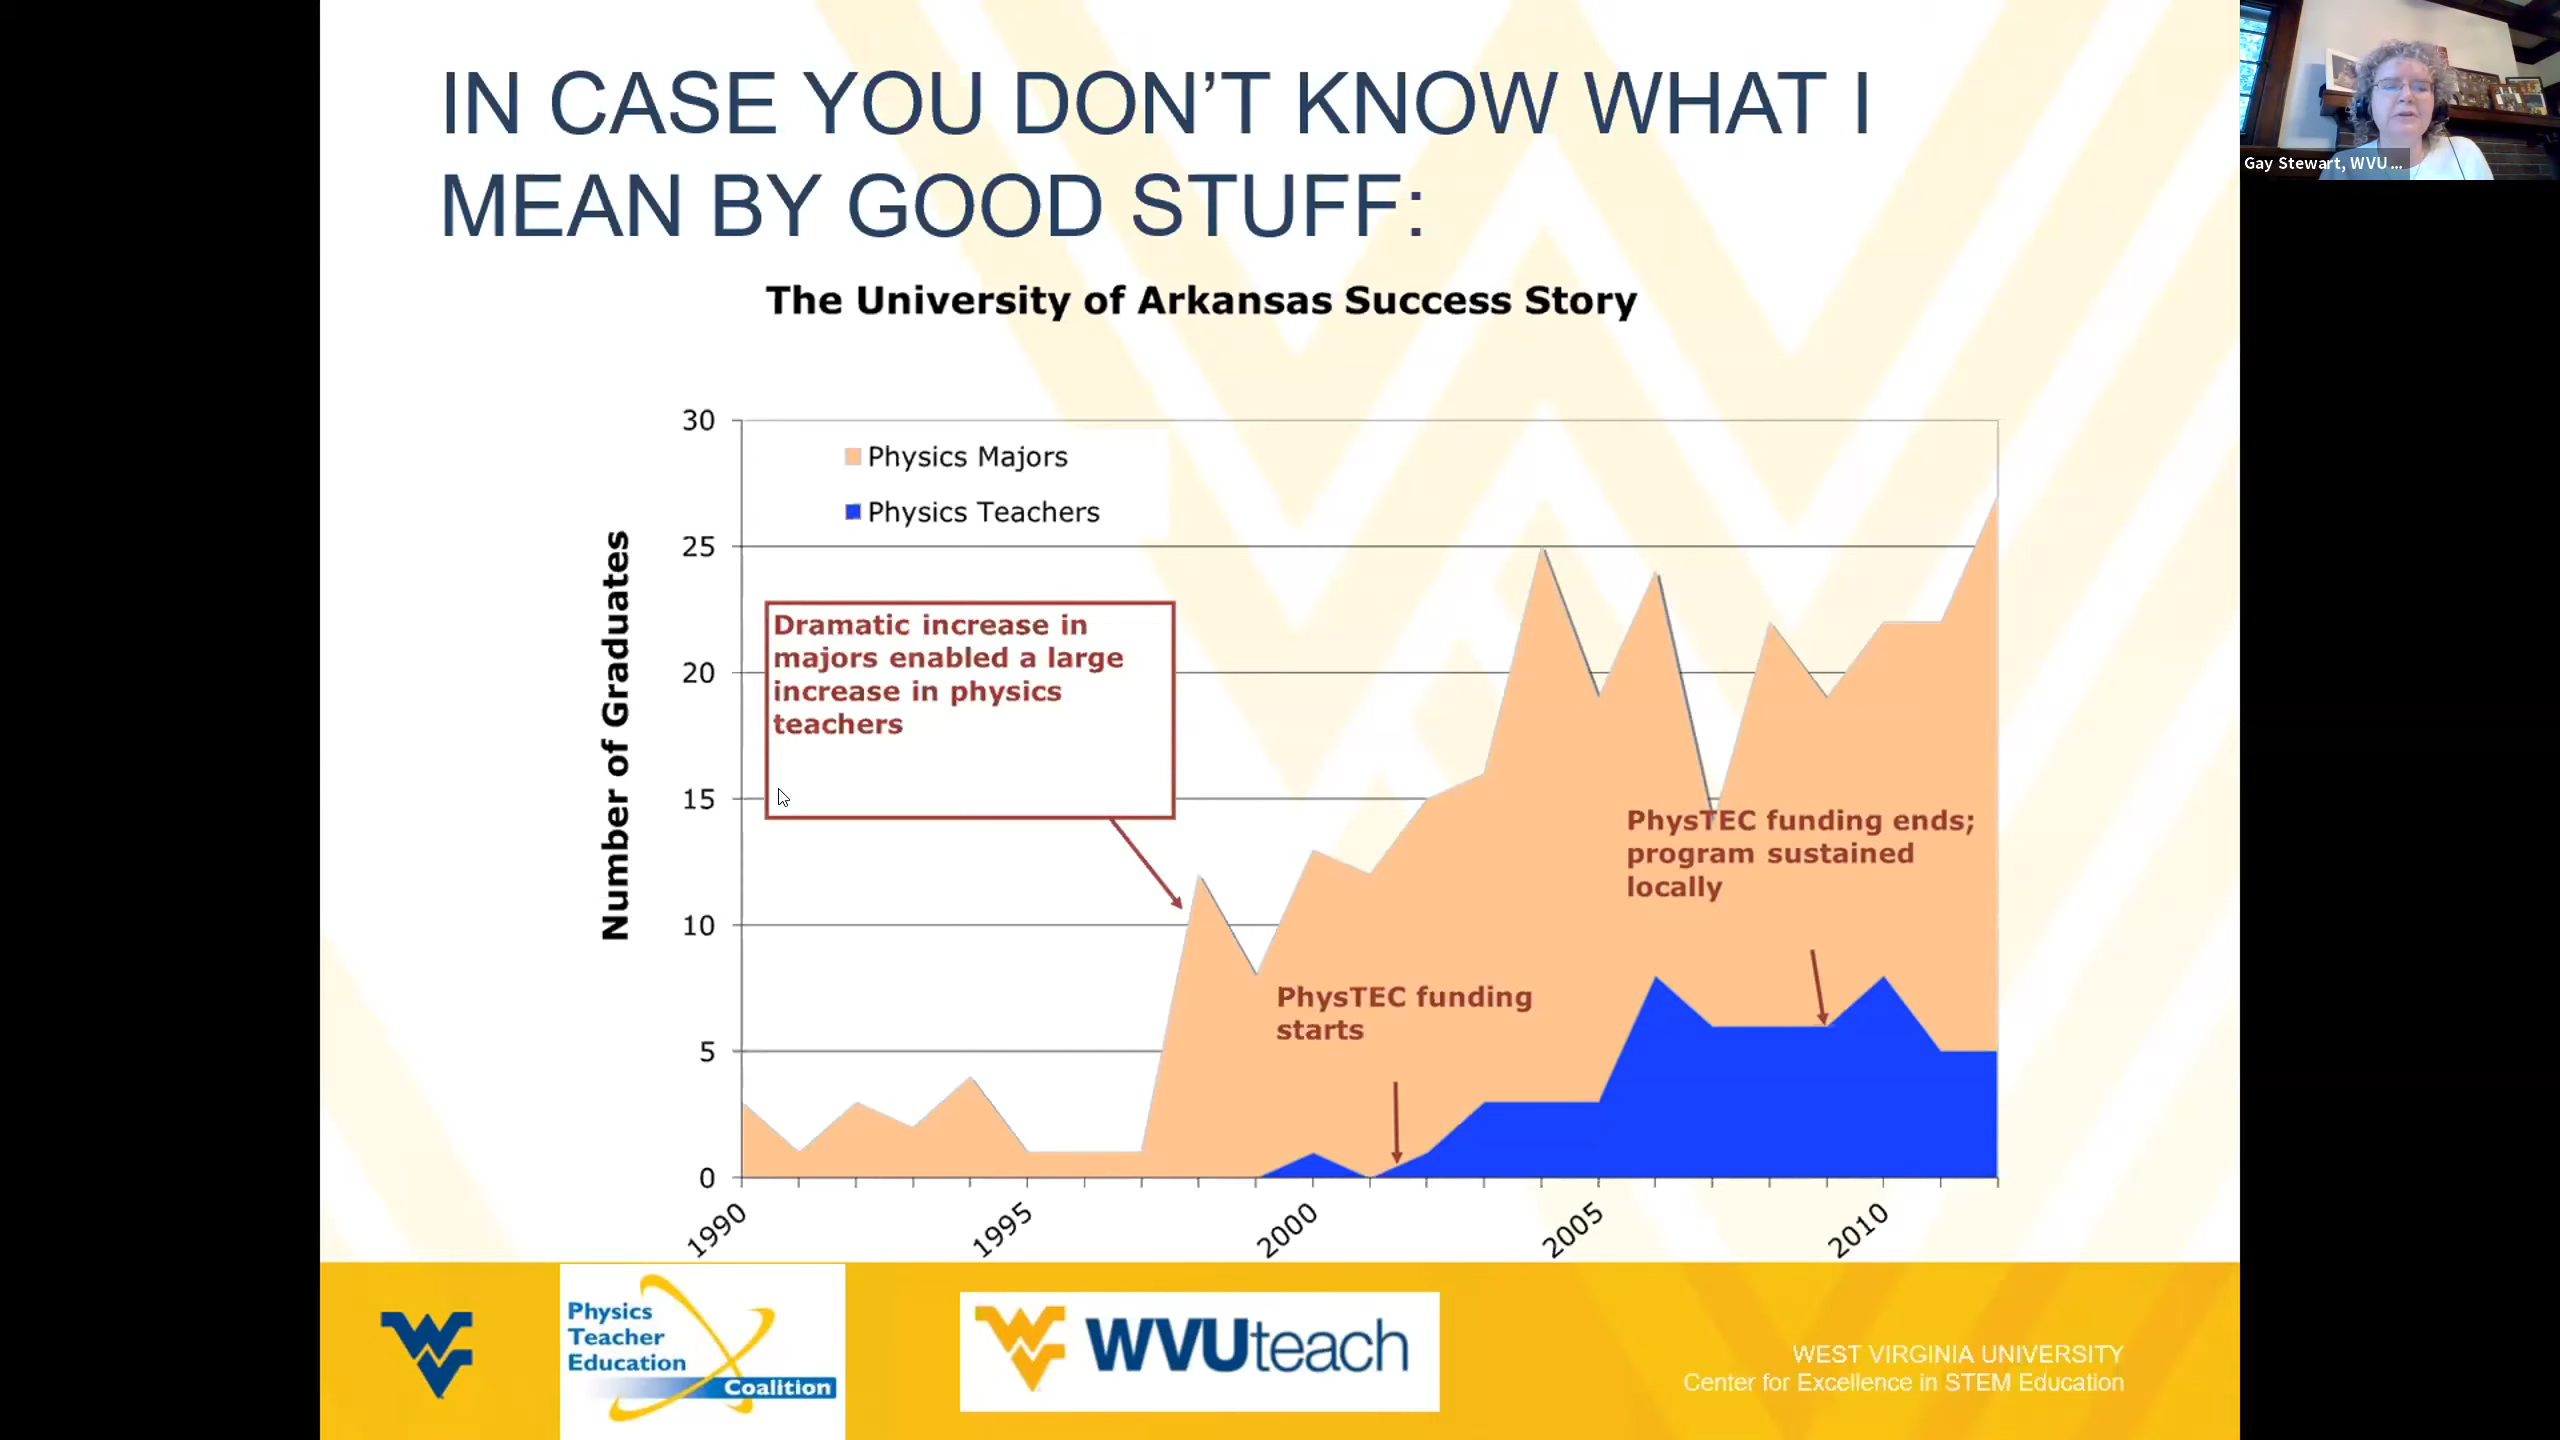 IN CASE YOU DON'T KNOW WHAT I
MEAN BY GOOD STUFF:
The University of Arkansas Success Story
Gay Stewart, WVU ...
30
25
20
15
10
5
0
Number of Graduates
Physics Majors
Physics Teachers
Dramatic increase in
majors enabled a large
increase in physics
teachers
PhysTEC funding
starts
PhysTEC funding ends;
program sustained
locally
1990
1995
2000
2005
2010
Physics
Teacher
Education
Coalition
WVUteach
WEST VIRGINIA UNIVERSITY
Center for Excellence in STEM Education